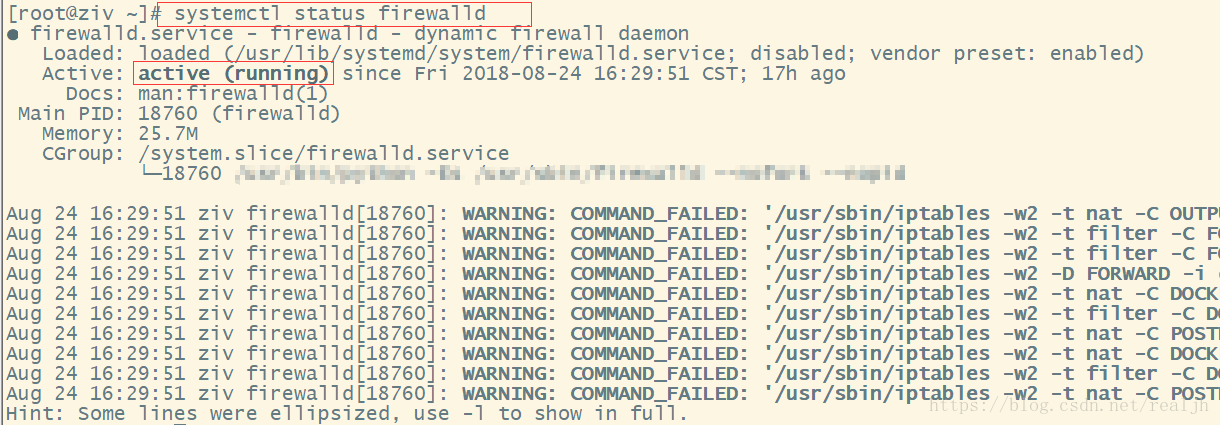 [root@ziv ~]# systemctl status firewalld
● firewalld.service - firewalld - dynamic firewall daemon
Loaded: loaded (/usr/lib/systemd/system/firewalld.service; disabled; vendor preset: enabled)
Active: active (running) since Fri 2018-08-24 16:29:51 CST; 17h ago
Docs: man:firewalld(1)
Main PID: 18760 (firewalld)
Memory: 25.7M
CGroup: /system.slice/firewalld.service
└─18760
Aug 24 16:29:51 ziv firewalld[18760]: WARNING: COMMAND_FAILED: '/usr/sbin/iptables -w2 -t nat -C OUTPU
Aug 24 16:29:51 ziv firewalld[18760]: WARNING: COMMAND_FAILED: '/usr/sbin/iptables -w2 -t filter -C FO
Aug 24 16:29:51 ziv firewalld[18760]: WARNING: COMMAND_FAILED: '/usr/sbin/iptables -w2 -t filter -C FO
Aug 24 16:29:51 ziv firewalld[18760]: WARNING: COMMAND_FAILED: '/usr/sbin/iptables -w2 -D FORWARD -i
Aug 24 16:29:51 ziv firewalld[18760]: WARNING: COMMAND_FAILED: '/usr/sbin/iptables -w2 -t nat -C DOCK
Aug 24 16:29:51 ziv firewalld[18760]: WARNING: COMMAND_FAILED: '/usr/sbin/iptables -w2 -t filter -C DO
Aug 24 16:29:51 ziv firewalld[18760]: WARNING: COMMAND_FAILED: '/usr/sbin/iptables -w2 -t nat -C POSTR
Aug 24 16:29:51 ziv firewalld[18760]: WARNING: COMMAND_FAILED: '/usr/sbin/iptables -w2 -t nat -C DOCK
Aug 24 16:29:51 ziv firewalld[18760]: WARNING: COMMAND_FAILED: '/usr/sbin/iptables -w2 -t filter -C DO
Aug 24 16:29:51 ziv firewalld[18760]: WARNING: COMMAND_FAILED: '/usr/sbin/iptables -w2 -t nat -C POSTR
Hint: Some lines were ellipsized, use -l to show in full.
https://blog.csdn.net/realjh